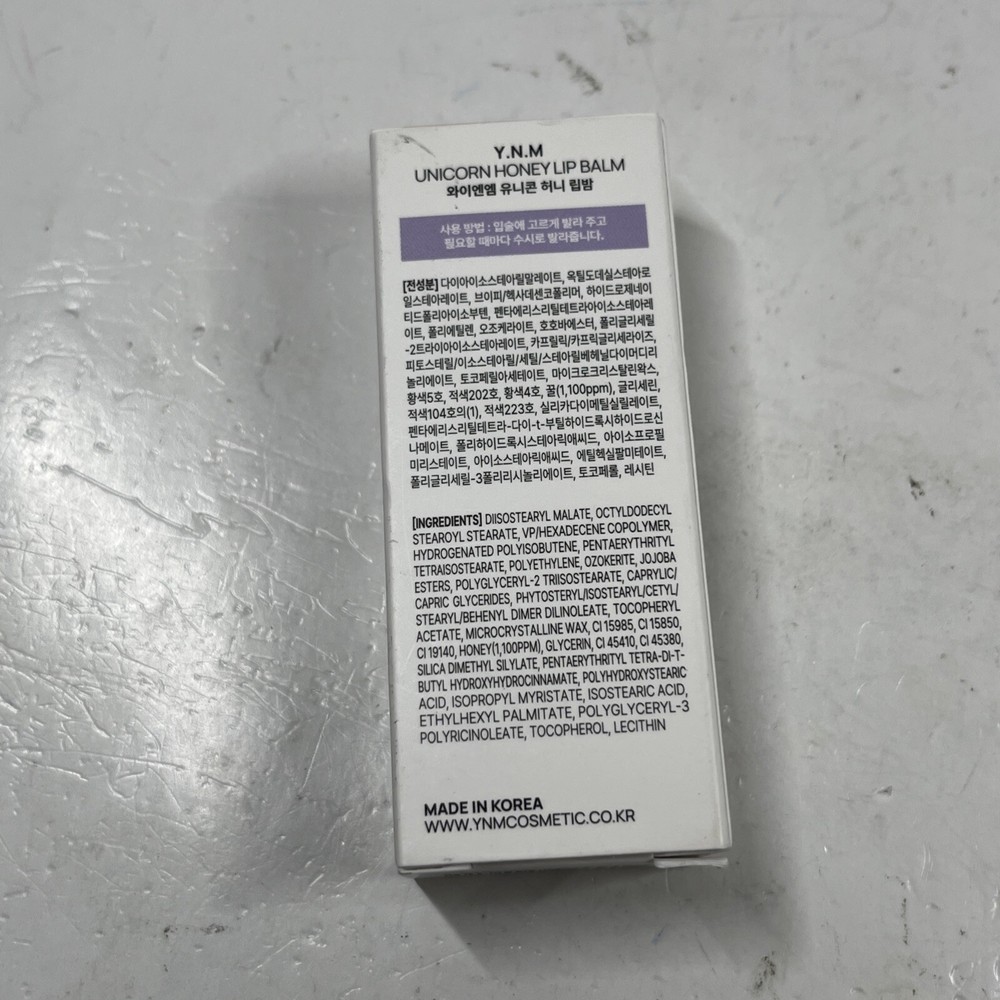 Y.N.M
UNICORN HONEY LIP BALM
와이엔엠 유니콘 허니 립밤
사용 방법 : 입술에 고르게 발라 주고
필요할 때마다 수시로 발라줍니다.
[전성분] 다이아이소스테아릴말레이트, 옥틸도데실스테아로
일스테아레이트, 브이피/헥사데센코폴리머, 하이드로제네이
티드폴리아이소부텐, 펜타에리스리틸테트라아이소스테아레
이트, 폴리에틸렌, 오조케라이트, 호호바에스터, 폴리글리세릴
-2트라이아이소스테아레이트, 카프릴릭/카프릭글리세라이즈,
피토스테릴/이소스테아릴/세틸/스테아릴베헤닐다이머디리
놀리에이트, 토코페릴아세테이트, 마이크로크리스탈린왁스,
황색5호, 적색202호, 황색4호, 꿀(1,100ppm), 글리세린,
적색104호의(1), 적색223호, 실리카다이메틸실릴레이트,
펜타에리스리틸테트라-다이-t-부틸하이드록시하이드로신
나메이트, 폴리하이드록시스테아릭애씨드, 아이소프로필
미리스테이트, 아이소스테아릭애씨드, 에틸헥실팔미테이트,
폴리글리세릴-3폴리리시놀리에이트, 토코페롤, 레시틴
[INGREDIENTS] DIISOSTEARYL MALATE, OCTYLDODECYL
STEAROYL STEARATE, VP/HEXADECENE COPOLYMER,
HYDROGENATED POLYISOBUTENE, PENTAERYTHRITYL
TETRAISOSTEARATE, POLYETHYLENE, OZOKERITE, JOJOBA
ESTERS, POLYGLYCERYL-2 TRIISOSTEARATE, CAPRYLIC/
CAPRIC GLYCERIDES, PHYTOSTERYL/ISOSTEARYL/CETYL/
STEARYL/BEHENYL DIMER DILINOLEATE, TOCOPHERYL
ACETATE, MICROCRYSTALLINE WAX, CI 15985, CI 15850,
CI 19140, HONEY(1,100PPM), GLYCERIN, CI 45410, CI 45380,
SILICA DIMETHYL SILYLATE, PENTAERYTHRITYL TETRA-DI-T-
BUTYL HYDROXYHYDROCINNAMATE, POLYHYDROXYSTEARIC
ACID, ISOPROPYL MYRISTATE, ISOSTEARIC ACID,
ETHYLHEXYL PALMITATE, POLYGLYCERYL-3
POLYRICINOLEATE, TOCOPHEROL, LECITHIN
MADE IN KOREA
WWW.YNMCOSMETIC.CO.KR